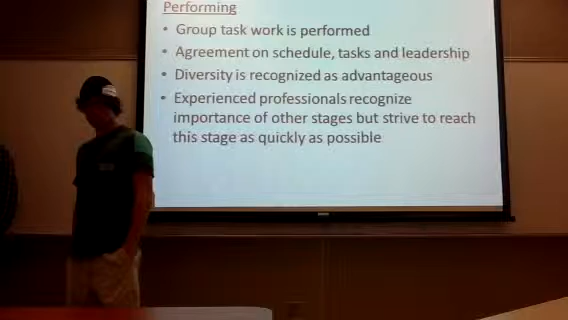 Performing
• Group task work is performed
• Agreement on schedule, tasks and leadership
• Diversity is recognized as advantageous
• Experienced professionals recognize
importance of other stages but strive to reach
this stage as quickly as possible